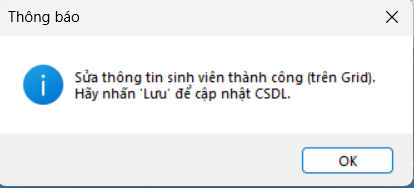 Thông báo
Sửa thông tin sinh viên thành công (trên Grid).
Hãy nhấn 'Lưu' để cập nhật CSDL.
OK